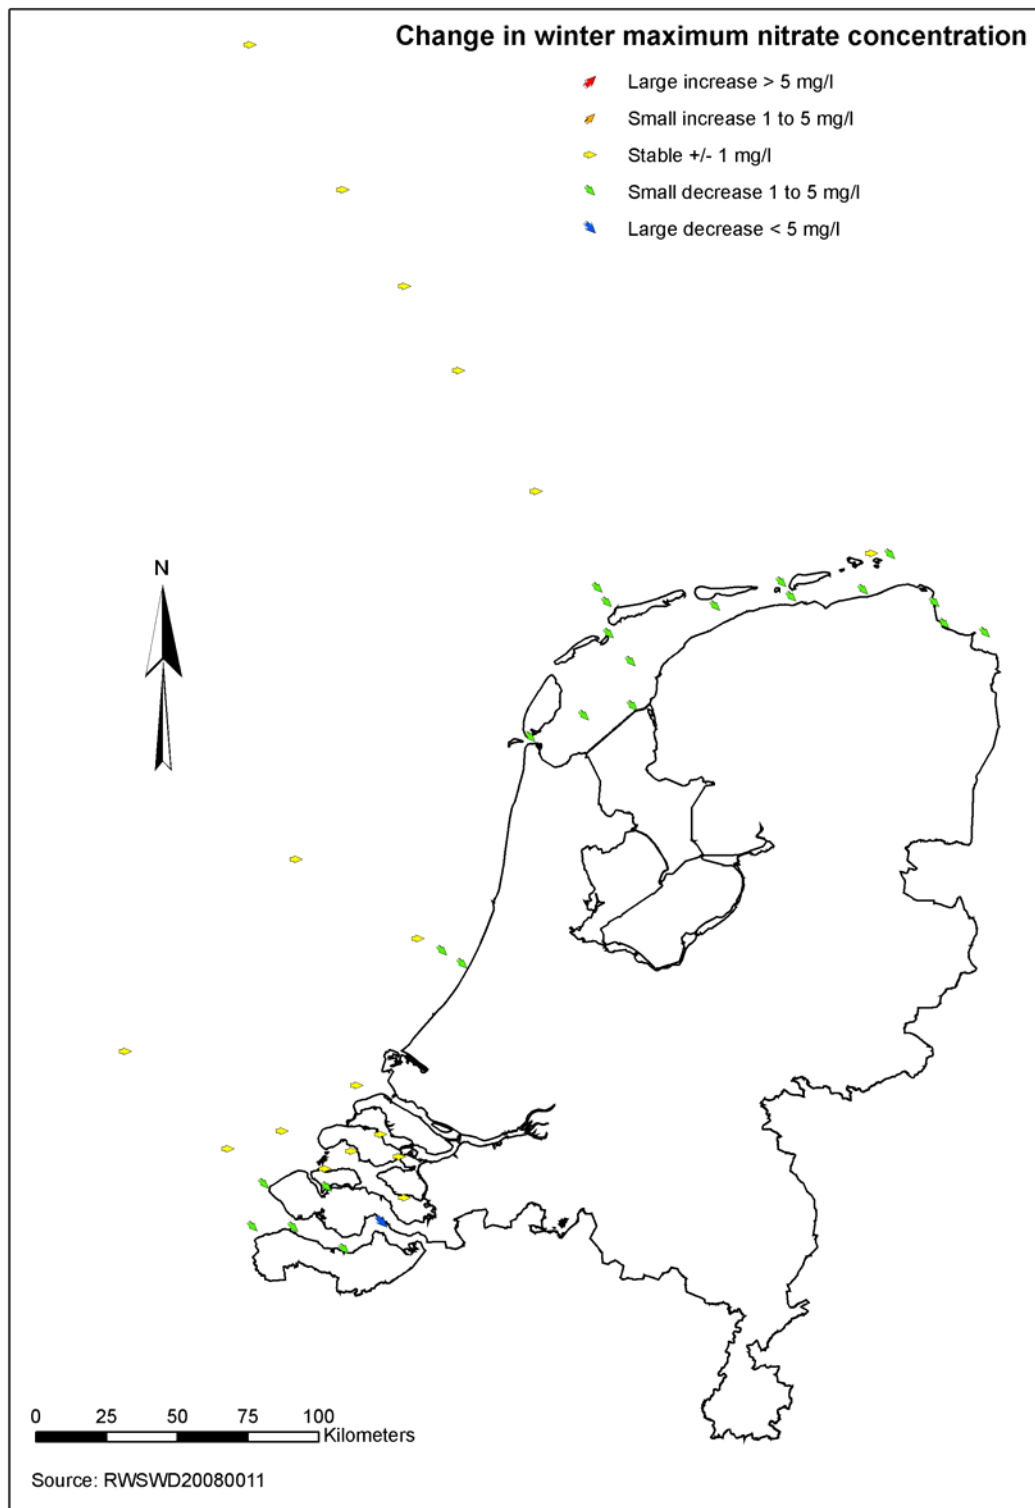 Change in winter maximum nitrate concentration
Large increase > 5 mg/l
Small increase 1 to 5 mg/l
Stable +/- 1 mg/l
Small decrease 1 to 5 mg/l
Large decrease < 5 mg/l
N
0 25 50 75 100
Kilometers
Source: RWSWD20080011